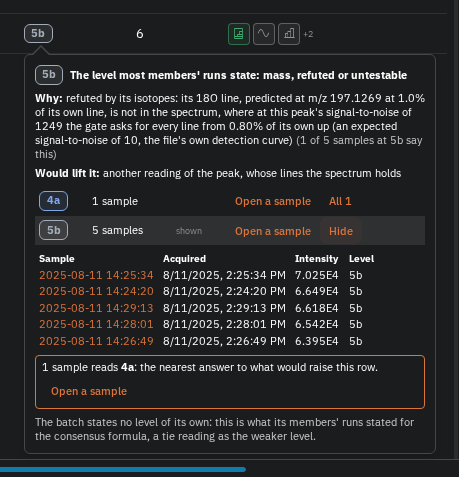 5b 6 +2
5b The level most members' runs state: mass, refuted or untestable
Why: refuted by its isotopes: its 18O line, predicted at m/z 197.1269 at 1.0%
of its own line, is not in the spectrum, where at this peak's signal-to-noise of
1249 the gate asks for every line from 0.80% of its own up (an expected
signal-to-noise of 10, the file's own detection curve) (1 of 5 samples at 5b say
this)
Would lift it: another reading of the peak, whose lines the spectrum holds
4a 1 sample Open a sample All 1
5b 5 samples shown Open a sample Hide
Sample Acquired Intensity Level
2025-08-11 14:25:34 8/11/2025, 2:25:34 PM 7.025E4 5b
2025-08-11 14:24:20 8/11/2025, 2:24:20 PM 6.649E4 5b
2025-08-11 14:29:13 8/11/2025, 2:29:13 PM 6.618E4 5b
2025-08-11 14:28:01 8/11/2025, 2:28:01 PM 6.542E4 5b
2025-08-11 14:26:49 8/11/2025, 2:26:49 PM 6.395E4 5b
1 sample reads 4a: the nearest answer to what would raise this row.
Open a sample
The batch states no level of its own: this is what its members' runs stated for
the consensus formula, a tie reading as the weaker level.